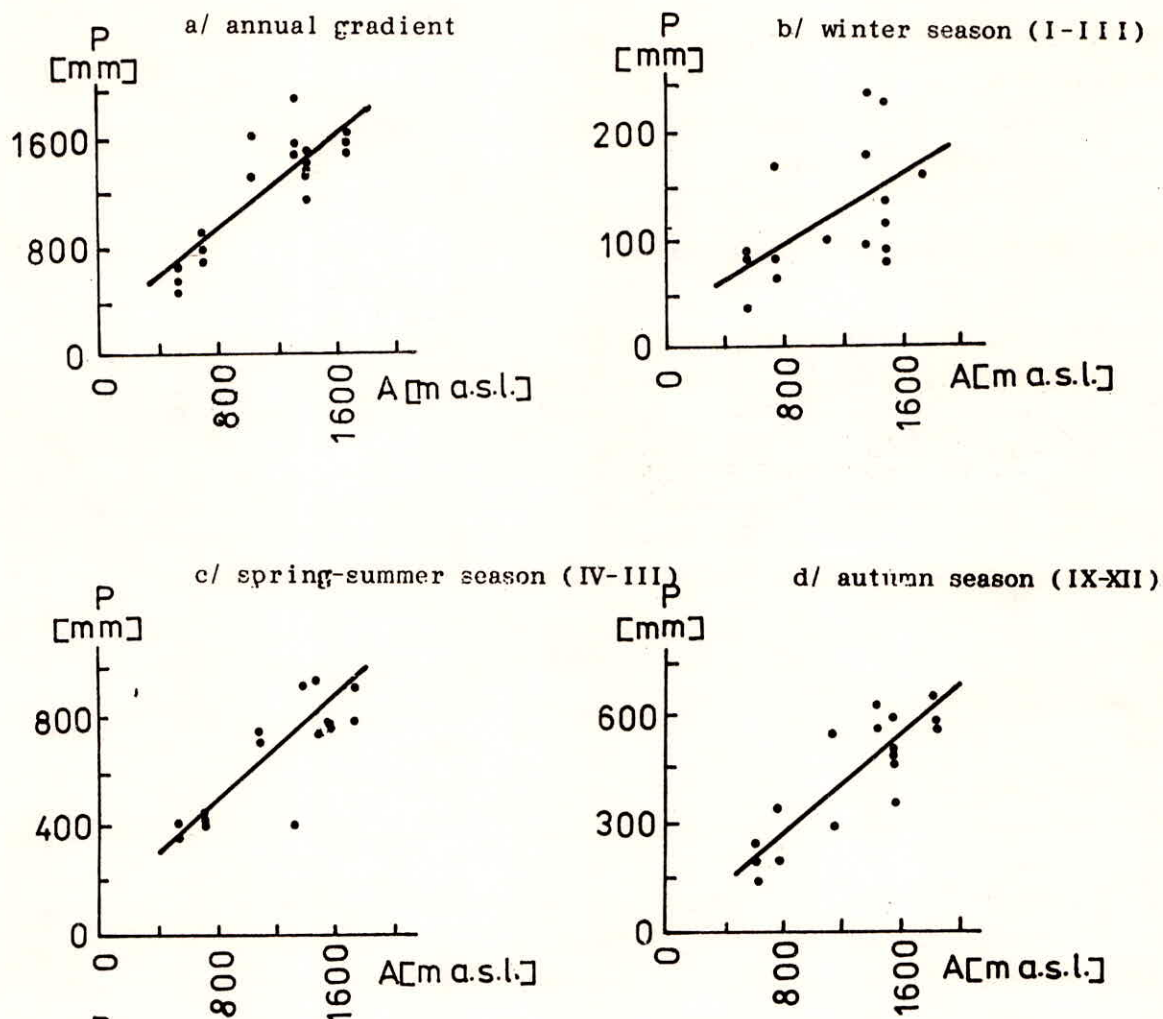 a/ annual gradient
P
[mm]
1600
800
0
0
800
1600
A[m a.s.l.]
b/ winter season (I-III)
P
[mm]
200
100
0
0
800
1600
A[m a.s.l.]
c/ spring-summer season (IV-III)
P
[mm]
800
400
0
0
800
1600
A[m a.s.l.]
d/ autumn season (IX-XII)
P
[mm]
600
300
0
0
800
1600
A[m a.s.l.]